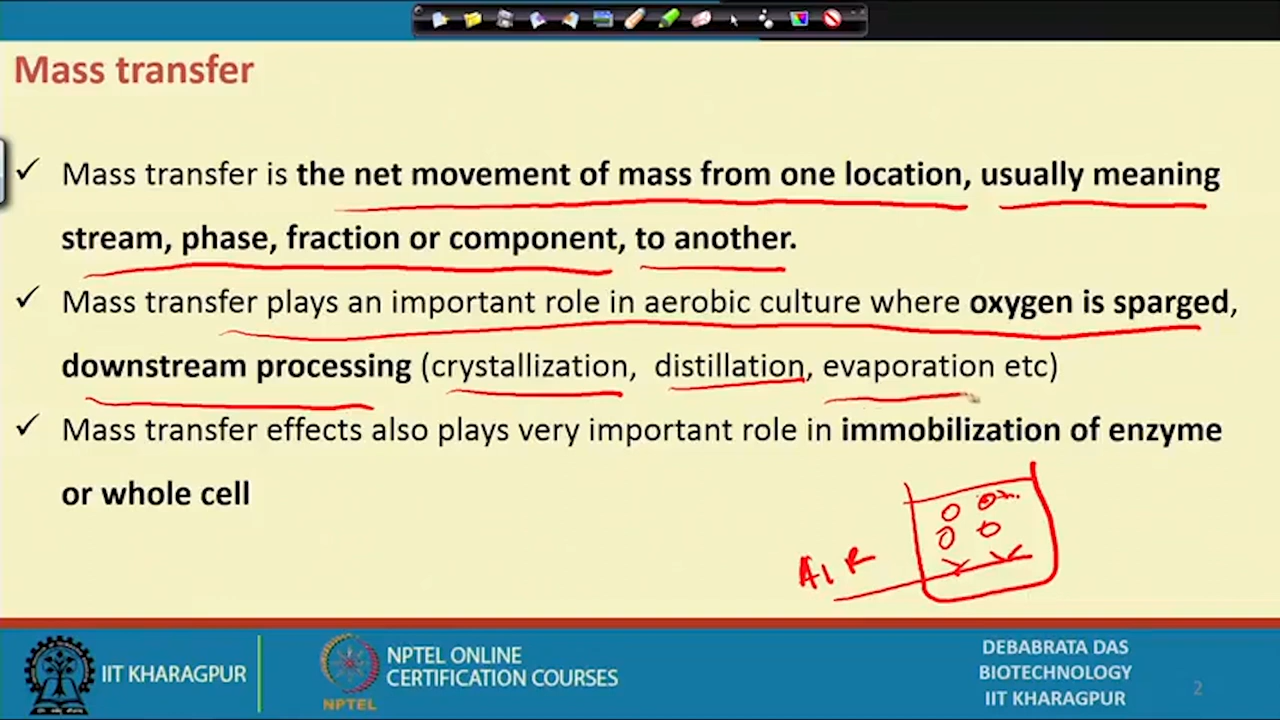 Mass transfer
✓ Mass transfer is the net movement of mass from one location, usually meaning
stream, phase, fraction or component, to another.
✓ Mass transfer plays an important role in aerobic culture where oxygen is sparged,
downstream processing (crystallization, distillation, evaporation etc)
✓ Mass transfer effects also plays very important role in immobilization of enzyme
or whole cell
AIR
IIT KHARAGPUR
NPTEL
NPTEL ONLINE
CERTIFICATION COURSES
DEBABRATA DAS
BIOTECHNOLOGY
IIT KHARAGPUR
2